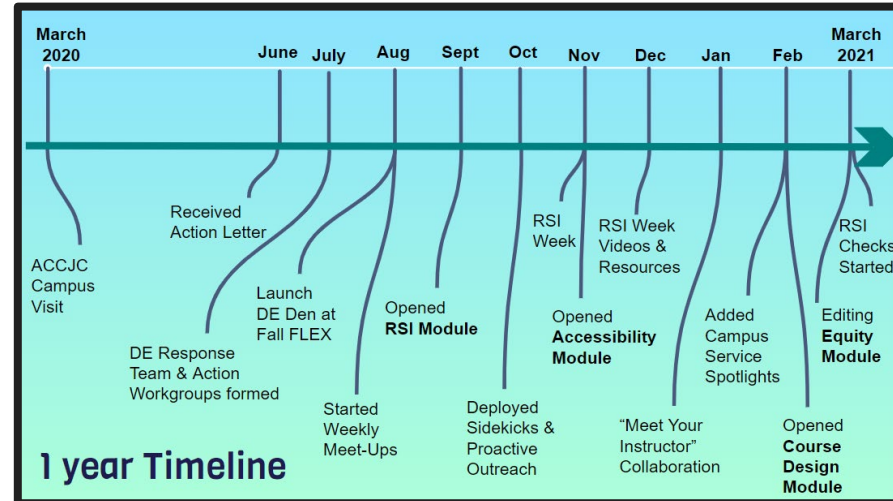 March
2020
June
July
Aug
Sept
Oct
Nov
Dec
Jan
Feb
March
2021
ACCJC
Campus
Visit
Received
Action Letter
DE Response
Team & Action
Workgroups formed
Launch
DE Den at
Fall FLEX
Started
Weekly
Meet-Ups
Opened
RSI Module
Deployed
Sidekicks &
Proactive
Outreach
RSI
Week
Opened
Accessibility
Module
RSI Week
Videos &
Resources
“Meet Your
Instructor”
Collaboration
Added
Campus
Service
Spotlights
Opened
Course
Design
Module
Editing
Equity
Module
RSI
Checks
Started
1 year Timeline